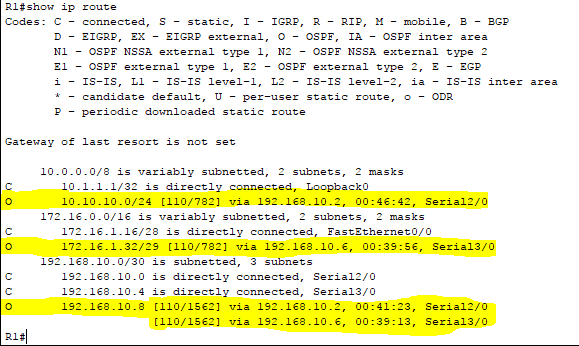 R1#show ip route
Codes: C - connected, S - static, I - IGRP, R - RIP, M - mobile, B - BGP
       D - EIGRP, EX - EIGRP external, O - OSPF, IA - OSPF inter area
       N1 - OSPF NSSA external type 1, N2 - OSPF NSSA external type 2
       E1 - OSPF external type 1, E2 - OSPF external type 2, E - EGP
       i - IS-IS, L1 - IS-IS level-1, L2 - IS-IS level-2, ia - IS-IS inter area
       * - candidate default, U - per-user static route, o - ODR
       P - periodic downloaded static route

Gateway of last resort is not set

     10.0.0.0/8 is variably subnetted, 2 subnets, 2 masks
C       10.1.1.1/32 is directly connected, Loopback0
O       10.10.10.0/24 [110/782] via 192.168.10.2, 00:46:42, Serial2/0
     172.16.0.0/16 is variably subnetted, 2 subnets, 2 masks
C       172.16.1.16/28 is directly connected, FastEthernet0/0
O       172.16.1.32/29 [110/782] via 192.168.10.6, 00:39:56, Serial3/0
     192.168.10.0/30 is subnetted, 3 subnets
C       192.168.10.0 is directly connected, Serial2/0
C       192.168.10.4 is directly connected, Serial3/0
O       192.168.10.8 [110/1562] via 192.168.10.2, 00:41:23, Serial2/0
                     [110/1562] via 192.168.10.6, 00:39:13, Serial3/0
R1#